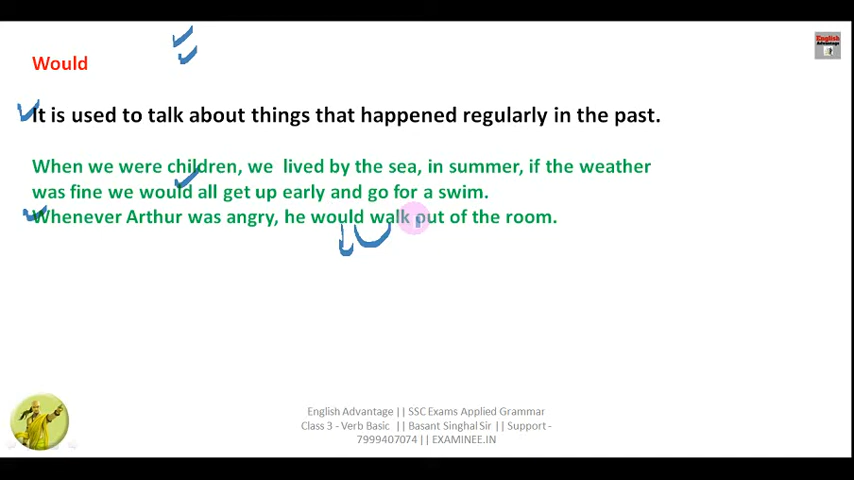 English
Advantage
Would
It is used to talk about things that happened regularly in the past.
When we were children, we lived by the sea, in summer, if the weather
was fine we would all get up early and go for a swim.
Whenever Arthur was angry, he would walk out of the room.
English Advantage || SSC Exams Applied Grammar
Class 3 - Verb Basic || Basant Singhal Sir || Support -
7999407074 || EXAMINEE.IN